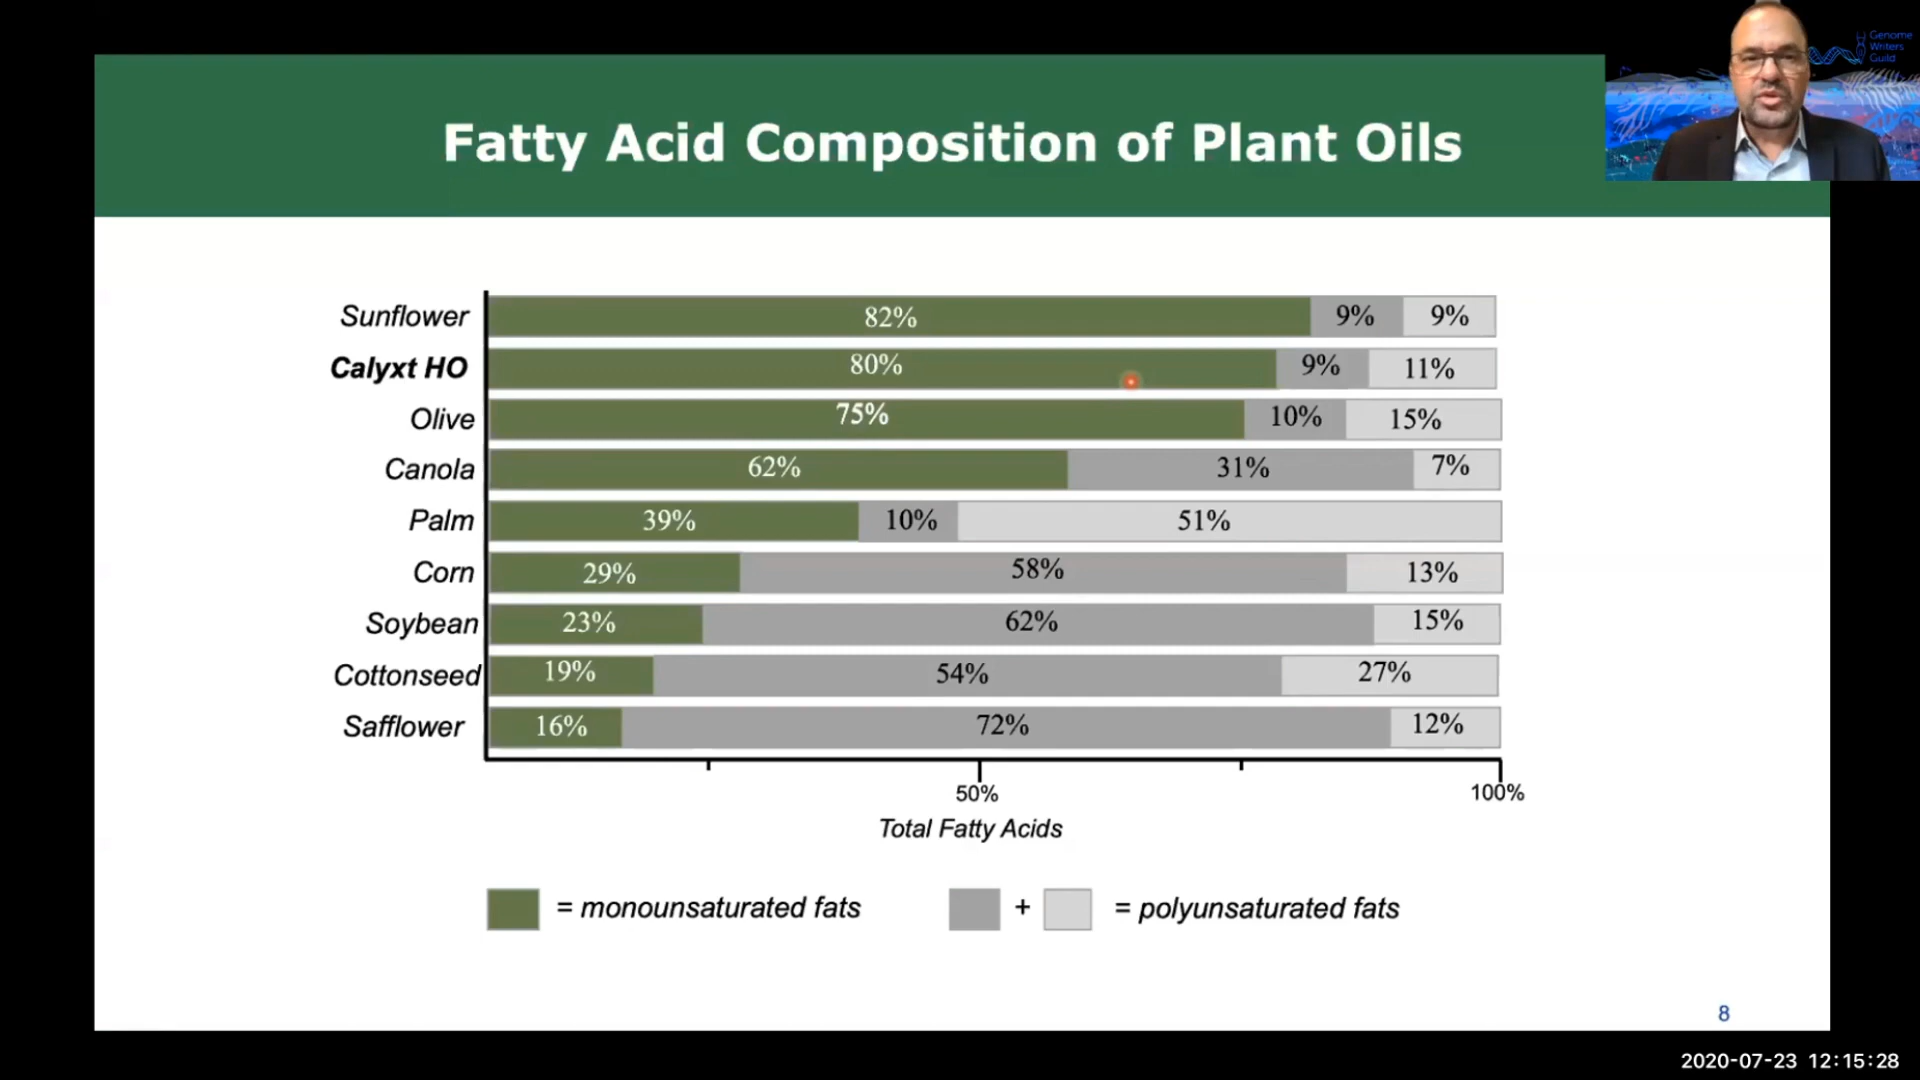 Genome
Writers
Guild
Fatty Acid Composition of Plant Oils
Sunflower 82% 9% 9%
Calyxt HO 80% 9% 11%
Olive 75% 10% 15%
Canola 62% 31% 7%
Palm 39% 10% 51%
Corn 29% 58% 13%
Soybean 23% 62% 15%
Cottonseed 19% 54% 27%
Safflower 16% 72% 12%
50% 100%
Total Fatty Acids
= monounsaturated fats + = polyunsaturated fats
8
2020-07-23 12:15:28